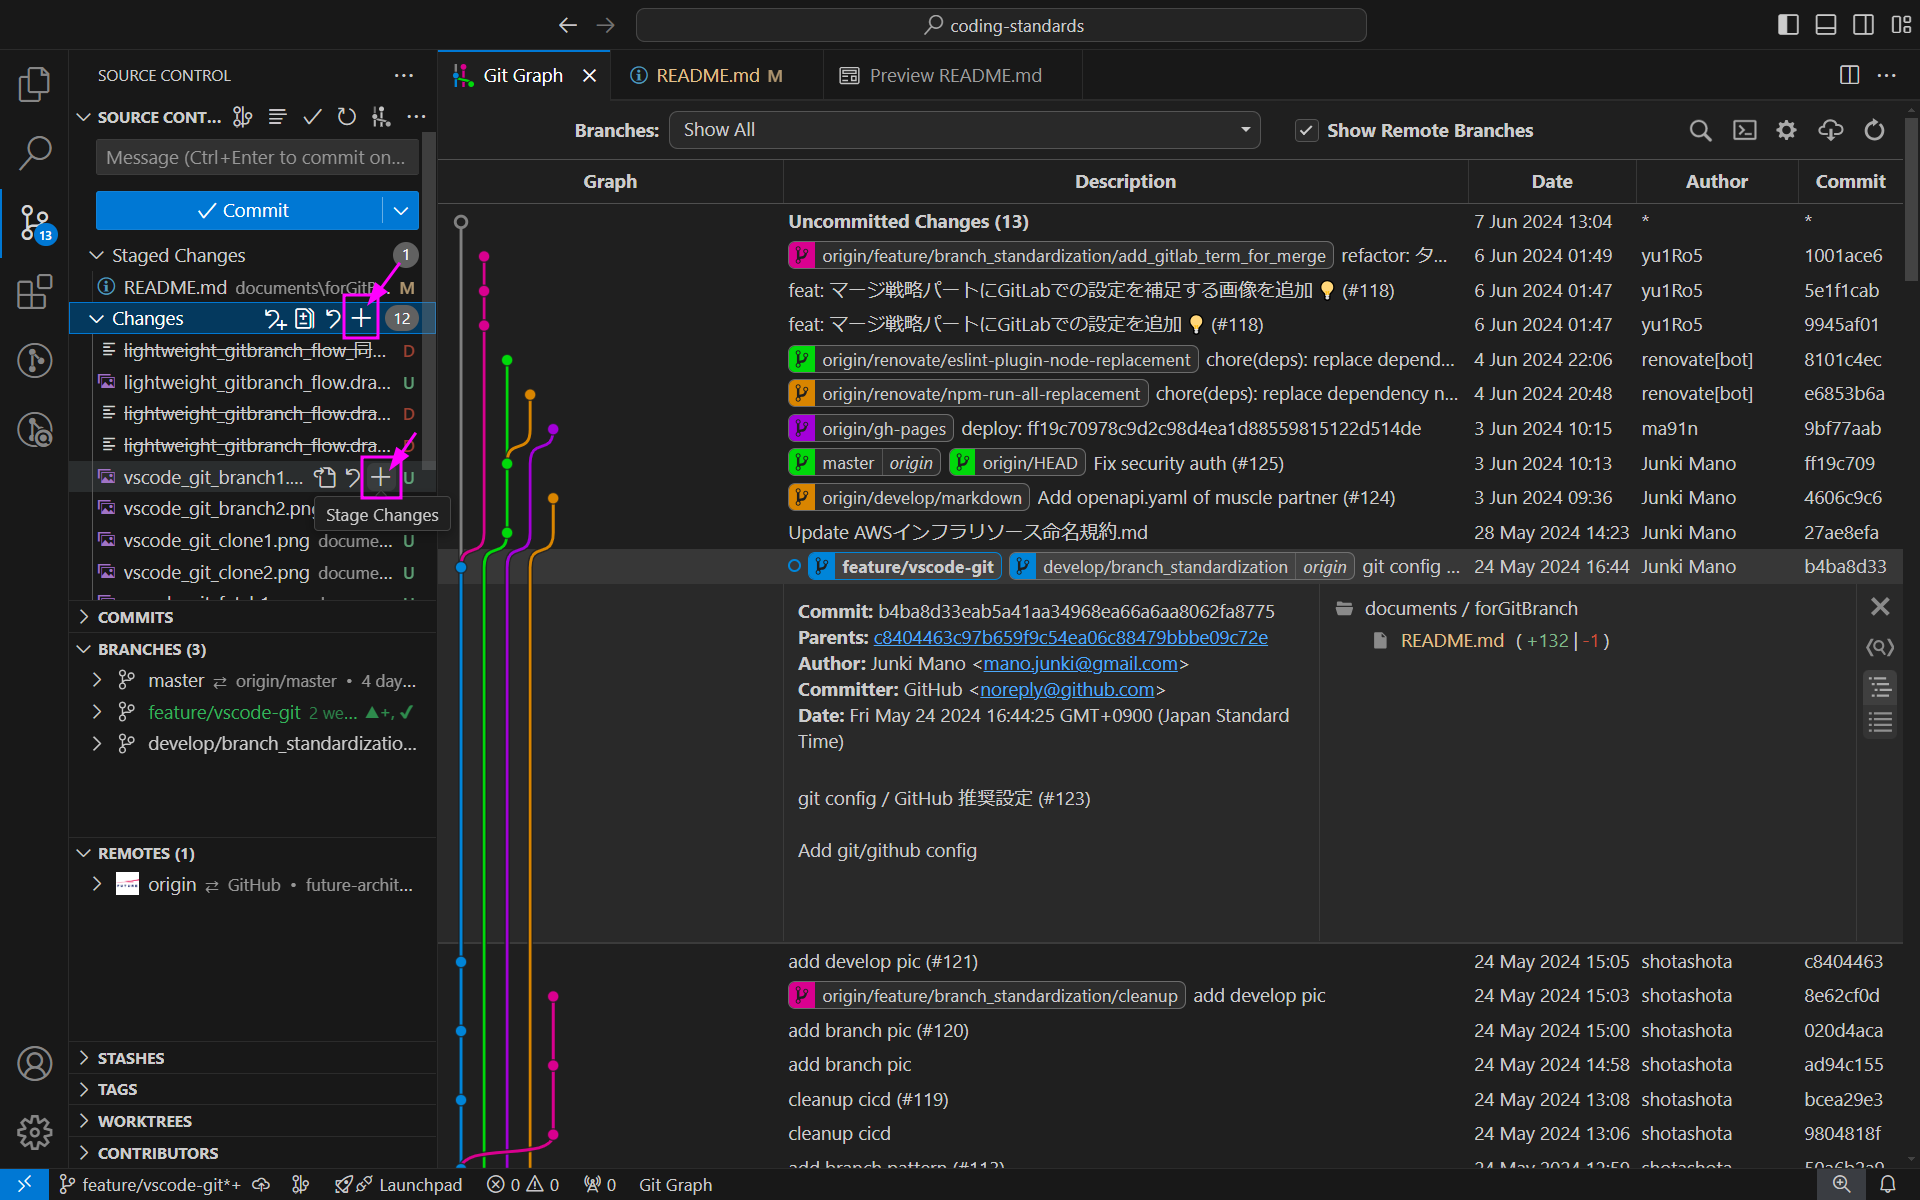 coding-standards
SOURCE CONTROL
Git Graph
README.md M
Preview README.md
SOURCE CONT...
Message (Ctrl+Enter to commit on...
Commit
13
Staged Changes 1
README.md documents\forGitB... M
Changes 12
lightweight_gitbranch_flow_同... D
lightweight_gitbranch_flow.dra... U
lightweight_gitbranch_flow.dra... D
lightweight_gitbranch_flow.dra... D
vscode_git_branch1.... U
vscode_git_branch2.png
Stage Changes
vscode_git_clone1.png docume... U
vscode_git_clone2.png docume... U
COMMITS
BRANCHES (3)
master ⇄ origin/master • 4 day...
feature/vscode-git 2 we... ▲+, ✓
develop/branch_standardizatio...
REMOTES (1)
FUTURE
origin ⇄ GitHub • future-archit...
STASHES
TAGS
WORKTREES
CONTRIBUTORS
Branches: Show All Show Remote Branches
Graph Description Date Author Commit
Uncommitted Changes (13) 7 Jun 2024 13:04 * *
origin/feature/branch_standardization/add_gitlab_term_for_merge refactor: タ... 6 Jun 2024 01:49 yu1Ro5 1001ace6
feat: マージ戦略パートにGitLabでの設定を補足する画像を追加 💡 (#118) 6 Jun 2024 01:47 yu1Ro5 5e1f1cab
feat: マージ戦略パートにGitLabでの設定を追加 💡 (#118) 6 Jun 2024 01:47 yu1Ro5 9945af01
origin/renovate/eslint-plugin-node-replacement chore(deps): replace depend... 4 Jun 2024 22:06 renovate[bot] 8101c4ec
origin/renovate/npm-run-all-replacement chore(deps): replace dependency n... 4 Jun 2024 20:48 renovate[bot] e6853b6a
origin/gh-pages deploy: ff19c70978c9d2c98d4ea1d88559815122d514de 3 Jun 2024 10:15 ma91n 9bf77aab
master origin origin/HEAD Fix security auth (#125) 3 Jun 2024 10:13 Junki Mano ff19c709
origin/develop/markdown Add openapi.yaml of muscle partner (#124) 3 Jun 2024 09:36 Junki Mano 4606c9c6
Update AWSインフラリソース命名規約.md 28 May 2024 14:23 Junki Mano 27ae8efa
feature/vscode-git develop/branch_standardization origin git config ... 24 May 2024 16:44 Junki Mano b4ba8d33
Commit: b4ba8d33eab5a41aa34968ea66a6aa8062fa8775
Parents: c8404463c97b659f9c54ea06c88479bbbe09c72e
Author: Junki Mano <mano.junki@gmail.com>
Committer: GitHub <noreply@github.com>
Date: Fri May 24 2024 16:44:25 GMT+0900 (Japan Standard
Time)
git config / GitHub 推奨設定 (#123)
Add git/github config
documents / forGitBranch
README.md ( +132 | -1 )
add develop pic (#121) 24 May 2024 15:05 shotashota c8404463
origin/feature/branch_standardization/cleanup add develop pic 24 May 2024 15:03 shotashota 8e62cf0d
add branch pic (#120) 24 May 2024 15:00 shotashota 020d4aca
add branch pic 24 May 2024 14:58 shotashota ad94c155
cleanup cicd (#119) 24 May 2024 13:08 shotashota bcea29e3
cleanup cicd 24 May 2024 13:06 shotashota 9804818f
add branch pattern (#113) 24 May 2024 12:59 shotashota 50a6b2a9
feature/vscode-git*+ Launchpad 0 0 0 Git Graph